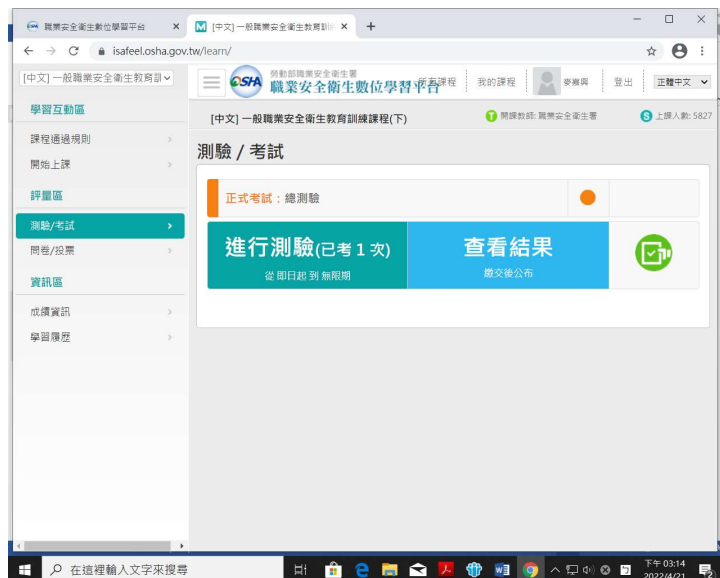 職業安全衛生數位學習平台
[中文] 一般職業安全衛生教育訓
isafeel.osha.gov.tw/learn/
[中文] 一般職業安全衛生教育訓
學習互動區
課程通過規則
開始上課
評量區
測驗/考試
問卷/投票
資訊區
成績資訊
學習履歷
OSHA
勞動部職業安全衛生署
職業安全衛生數位學習平台
所有課程
我的課程
登出
正體中文
[中文] 一般職業安全衛生教育訓練課程(下)
T 開課教師: 職業安全衛生署
S 上課人數: 5827
測驗 / 考試
正式考試：總測驗
進行測驗(已考 1 次)
從 即日起 到 無限期
查看結果
繳交後公布
在這裡輸入文字來搜尋
下午 03:14
2022/4/21